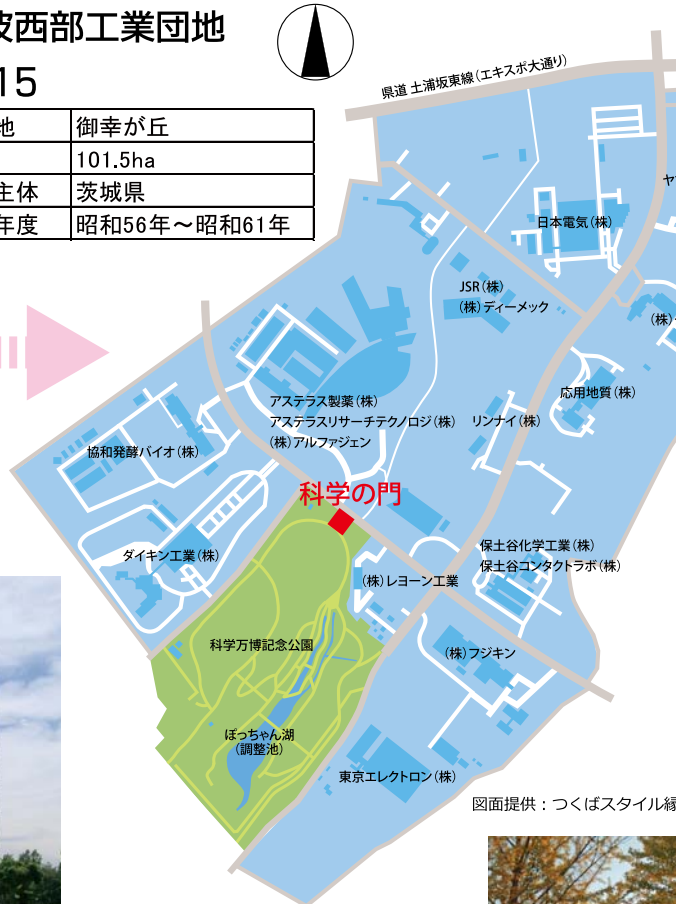 波西部工業団地
15
地 御幸が丘
101.5ha
主体 茨城県
年度 昭和56年～昭和61年
県道 土浦坂東線(エキスポ大通り)
ヤ
日本電気(株)
JSR(株)
(株)ディーメック
(株)
応用地質(株)
アステラス製薬(株)
アステラスリサーチテクノロジ(株)
(株)アルファジェン
リンナイ(株)
協和発酵バイオ(株)
科学の門
ダイキン工業(株)
保土谷化学工業(株)
保土谷コンタクトラボ(株)
(株)レヨーン工業
科学万博記念公園
(株)フジキン
ぽっちゃん湖
(調整池)
東京エレクトロン(株)
図面提供：つくばスタイル縁